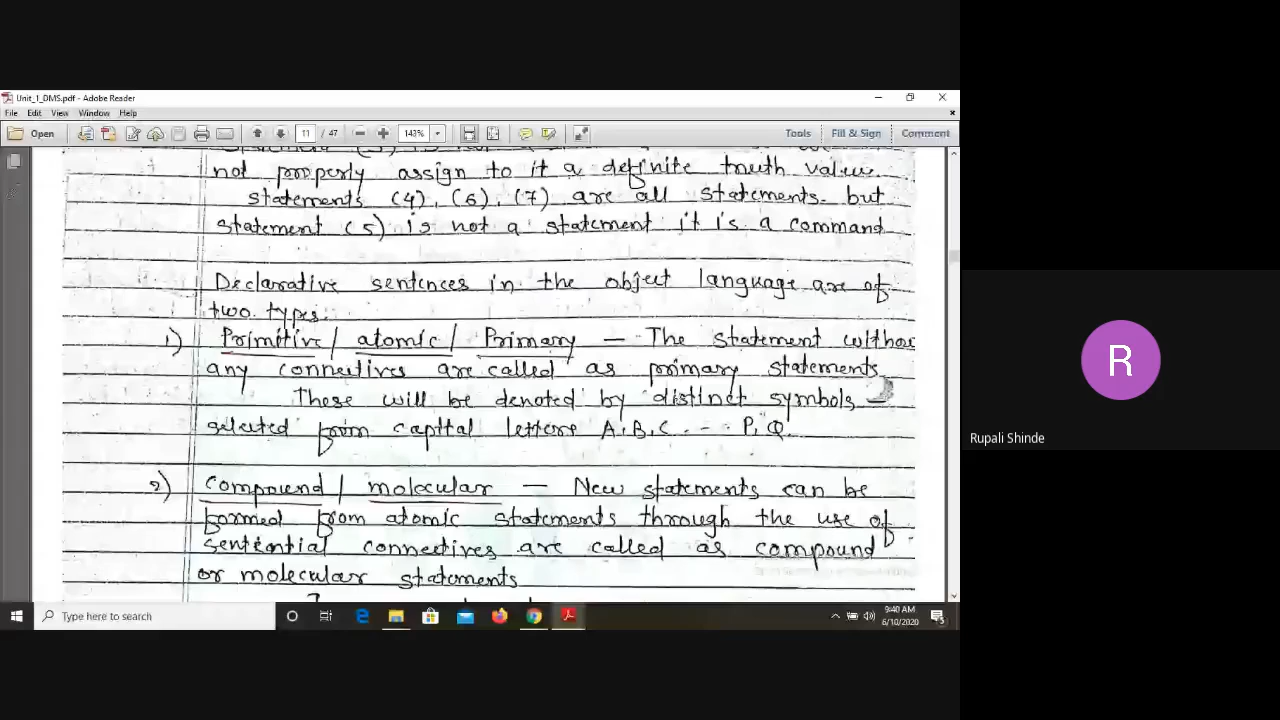 Unit_1_DMS.pdf - Adobe Reader
File Edit View Window Help
Open 11 / 47 143% Tools Fill & Sign Comment
not properly assign to it a definite truth value.
statements (4), (6), (7) are all statements. but
statement (5) is not a statement it is a command
Declarative sentences in the object language are of
two types.
1) Primitive / atomic / Primary – The statement
any connectives are called as primary statements.
These will be denoted by distinct symbols
selected from capital letters A, B, C - - P, Q.
2) Compound / molecular – New statements can be
formed from atomic statements through the use of
sentential connectives are called as compound
or molecular statements
R
Rupali Shinde
Type here to search
9:40 AM
6/10/2020